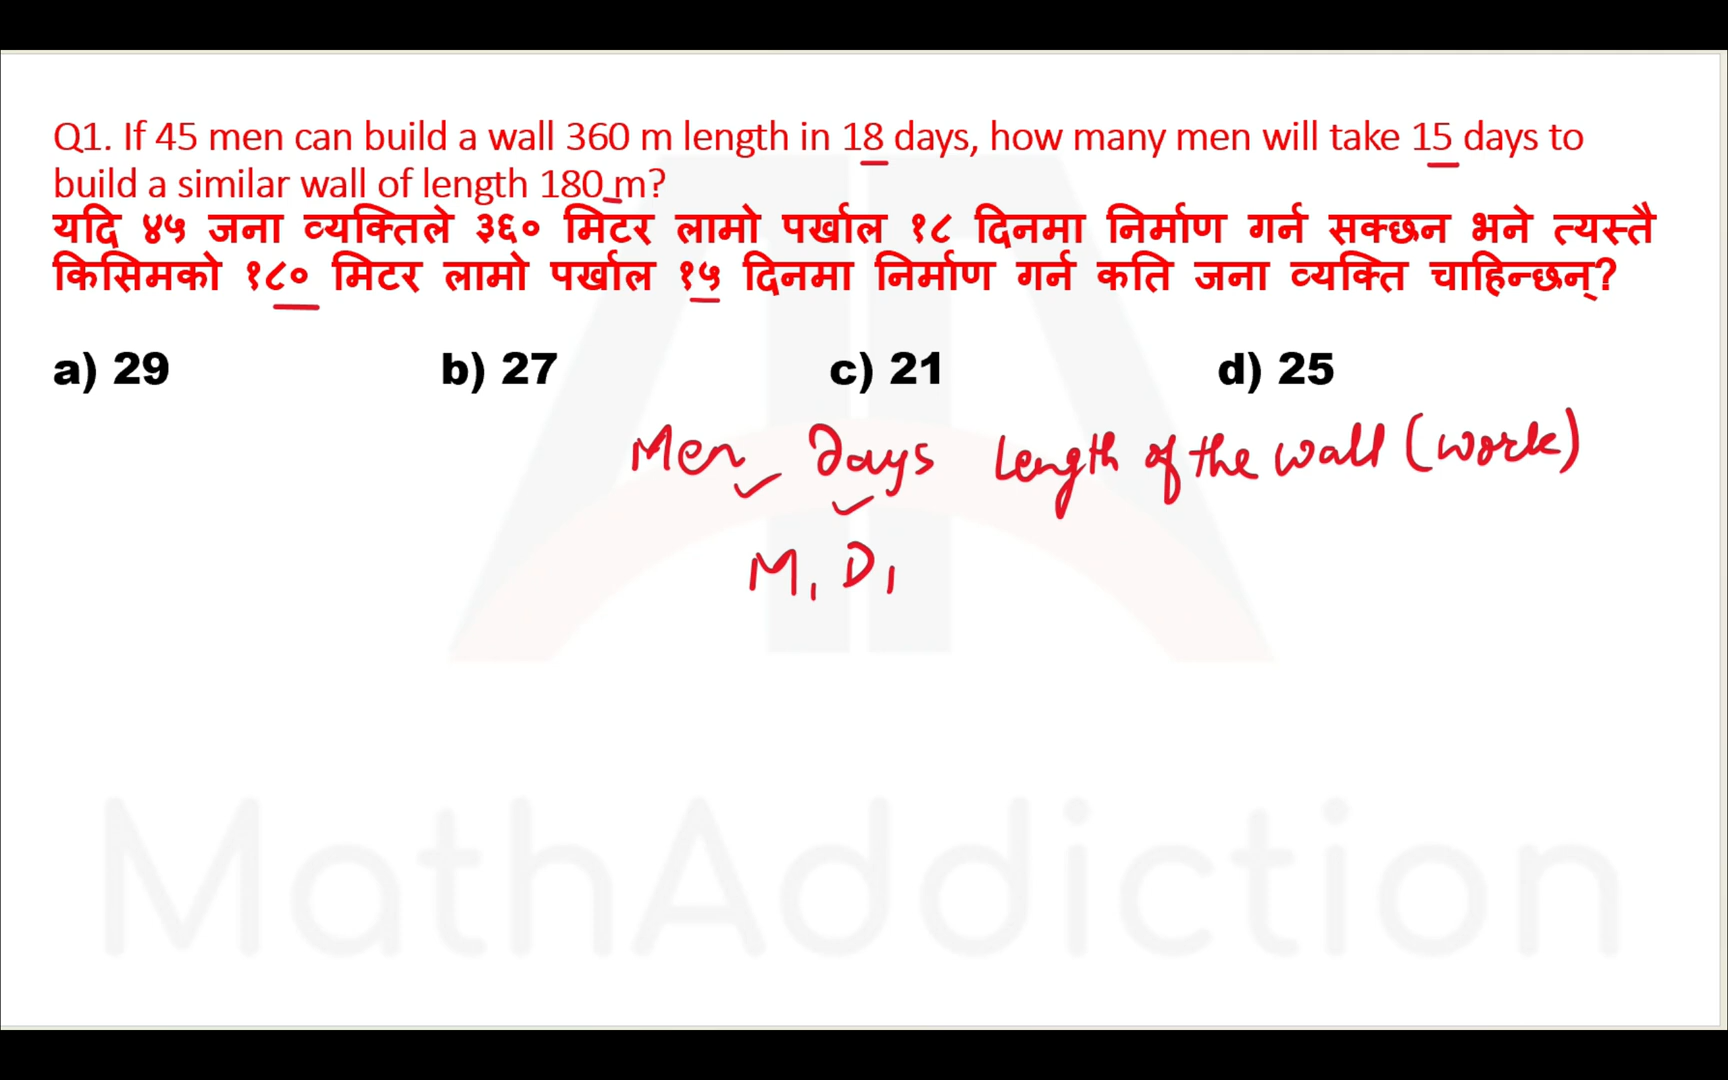 Q1. If 45 men can build a wall 360 m length in 18 days, how many men will take 15 days to
build a similar wall of length 180 m?
यदि ४५ जना व्यक्तिले ३६० मिटर लामो पर्खाल १८ दिनमा निर्माण गर्न सक्छन भने त्यस्तै
किसिमको १८० मिटर लामो पर्खाल १५ दिनमा निर्माण गर्न कति जना व्यक्ति चाहिन्छन्?
a) 29 b) 27 c) 21 d) 25
Men Days Length of the wall (work)
M₁ D₁
MathAddiction